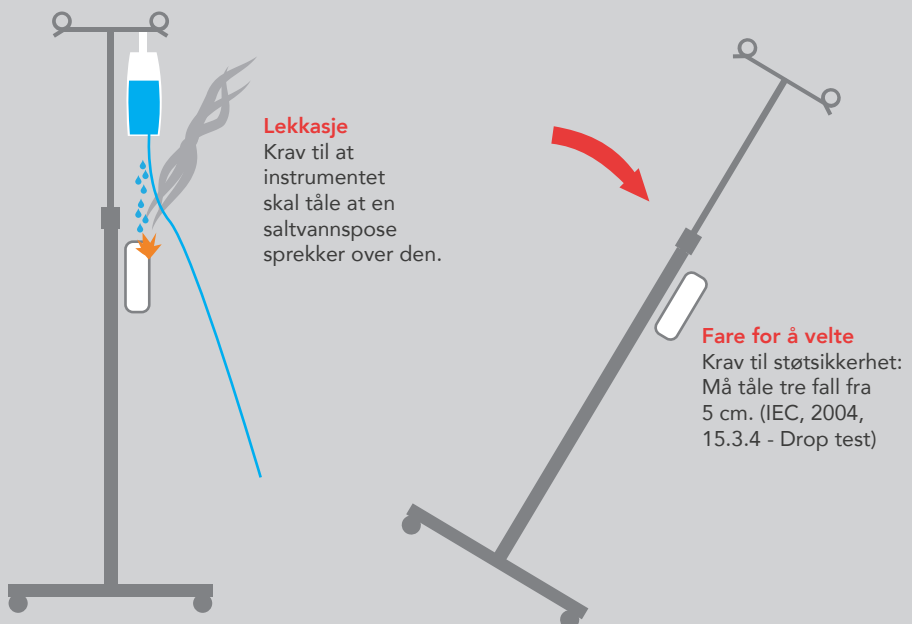 Lekkasje
Krav til at
instrumentet
skal tåle at en
saltvannspose
sprekker over den.
Fare for å velte
Krav til støtsikkerhet:
Må tåle tre fall fra
5 cm. (IEC, 2004,
15.3.4 - Drop test)